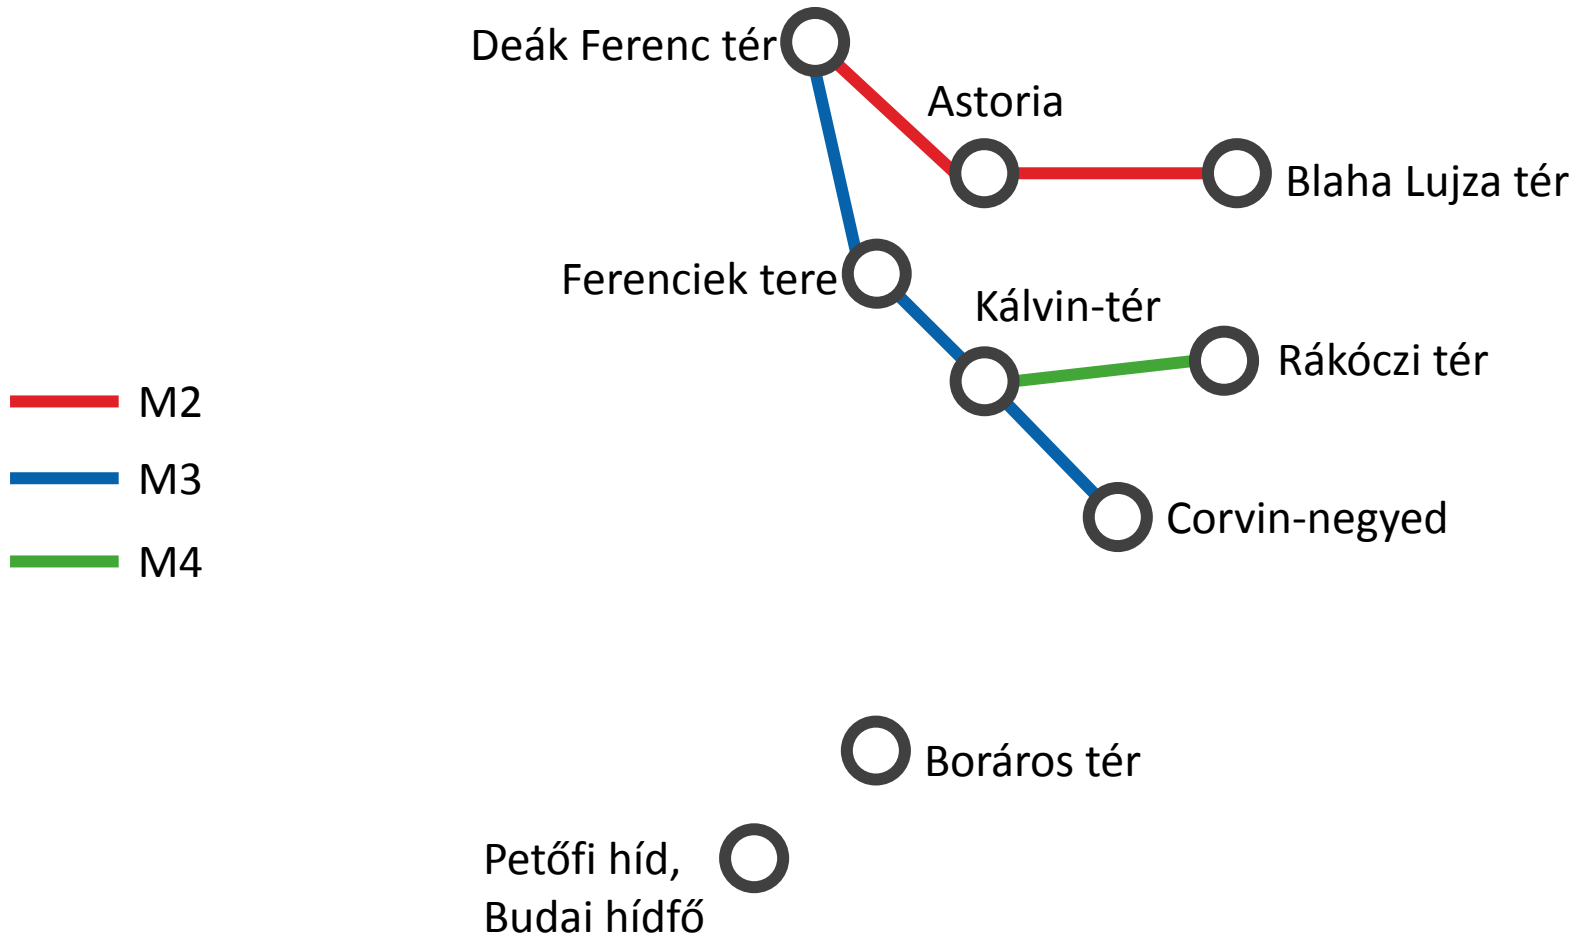 Deák Ferenc tér
Astoria
Blaha Lujza tér
Ferenciek tere
Kálvin-tér
Rákóczi tér
M2
M3
Corvin-negyed
M4
Boráros tér
Petőfi híd,
Budai hídfő